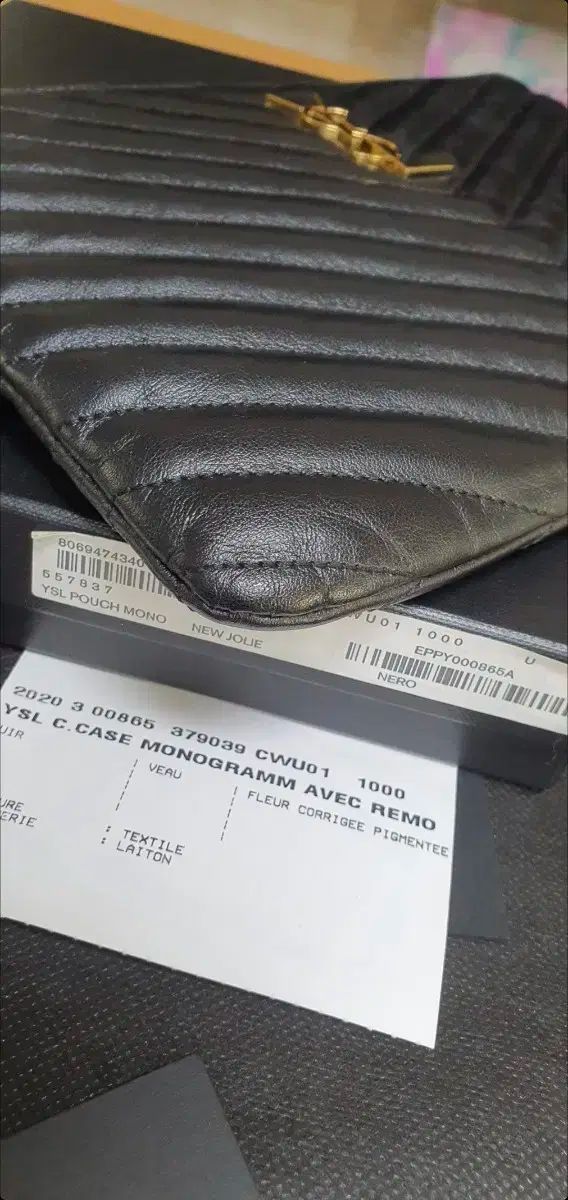 8069474340
557837
YSL POUCH MONO NEW JOLIE
WU01 1000 U
EPPY000865A
NERO
2020 3 00865 379039 CWU01 1000
YSL C.CASE MONOGRAMM AVEC REMO
UIR VEAU FLEUR CORRIGEE PIGMENTEE
URE : TEXTILE
ERIE : LAITON